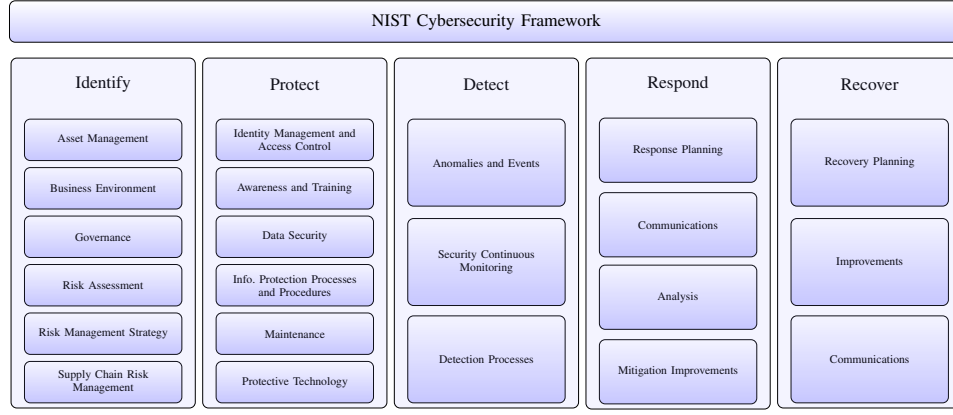 NIST Cybersecurity Framework
Identify
Asset Management
Business Environment
Governance
Risk Assessment
Risk Management Strategy
Supply Chain Risk
Management
Protect
Identity Management and
Access Control
Awareness and Training
Data Security
Info. Protection Processes
and Procedures
Maintenance
Protective Technology
Detect
Anomalies and Events
Security Continuous
Monitoring
Detection Processes
Respond
Response Planning
Communications
Analysis
Mitigation Improvements
Recover
Recovery Planning
Improvements
Communications